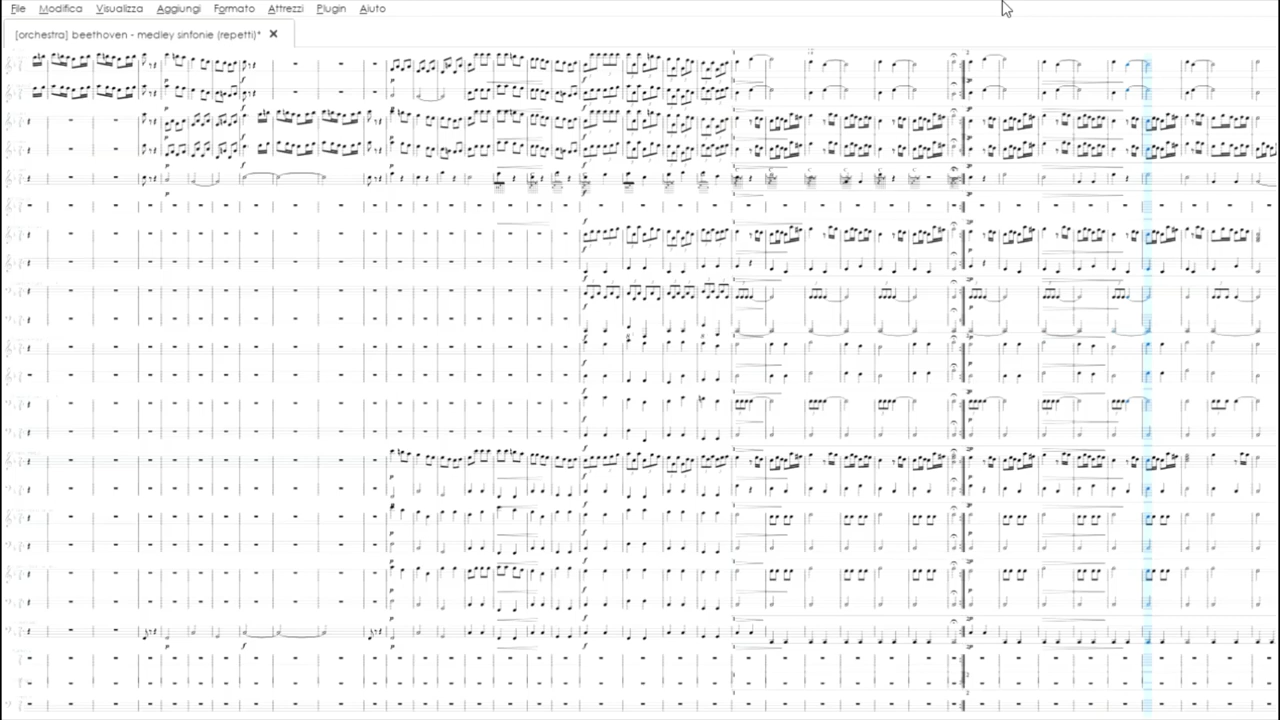 File Modifica Visualizza Aggiungi Formato Attrezzi Plugin Aiuto
[orchestra] beethoven - medley sinfonie (repetti)*